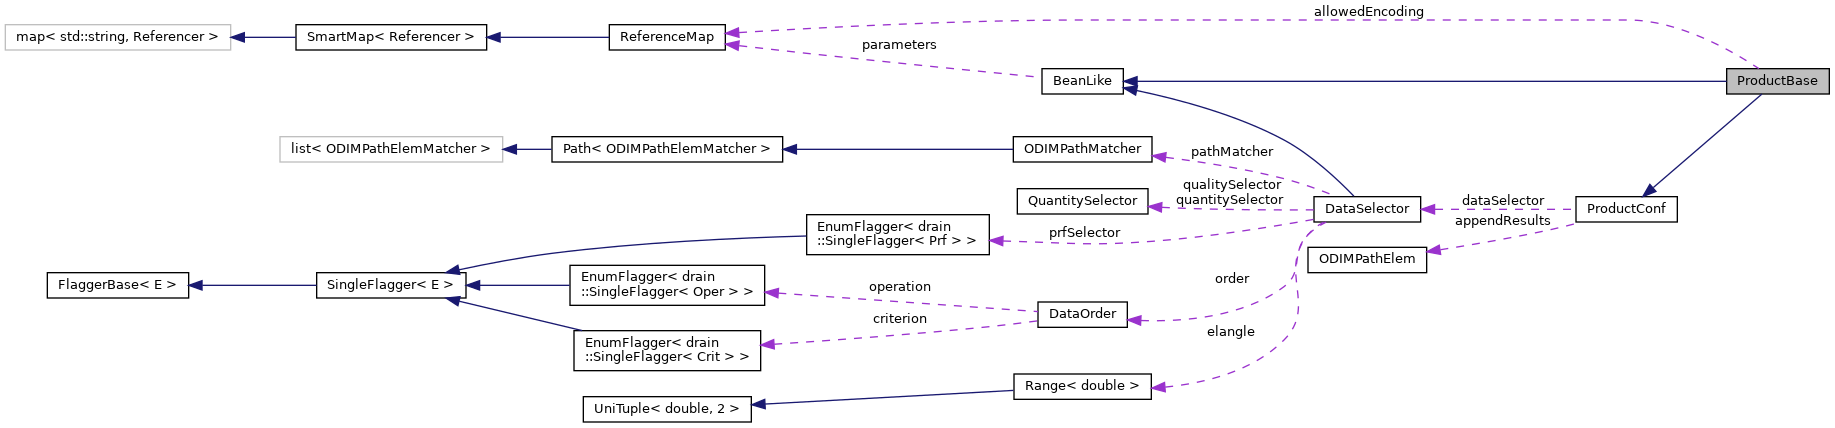 allowedEncoding
map< std::string, Referencer >
SmartMap< Referencer >
ReferenceMap
parameters
BeanLike
ProductBase
list< ODIMPathElemMatcher >
Path< ODIMPathElemMatcher >
ODIMPathMatcher
pathMatcher
qualitySelector
quantitySelector
QuantitySelector
DataSelector
dataSelector
appendResults
ProductConf
EnumFlagger< drain
::SingleFlagger< Prf > >
prfSelector
ODIMPathElem
FlaggerBase< E >
SingleFlagger< E >
EnumFlagger< drain
::SingleFlagger< Oper > >
operation
order
criterion
DataOrder
elangle
EnumFlagger< drain
::SingleFlagger< Crit > >
Range< double >
UniTuple< double, 2 >